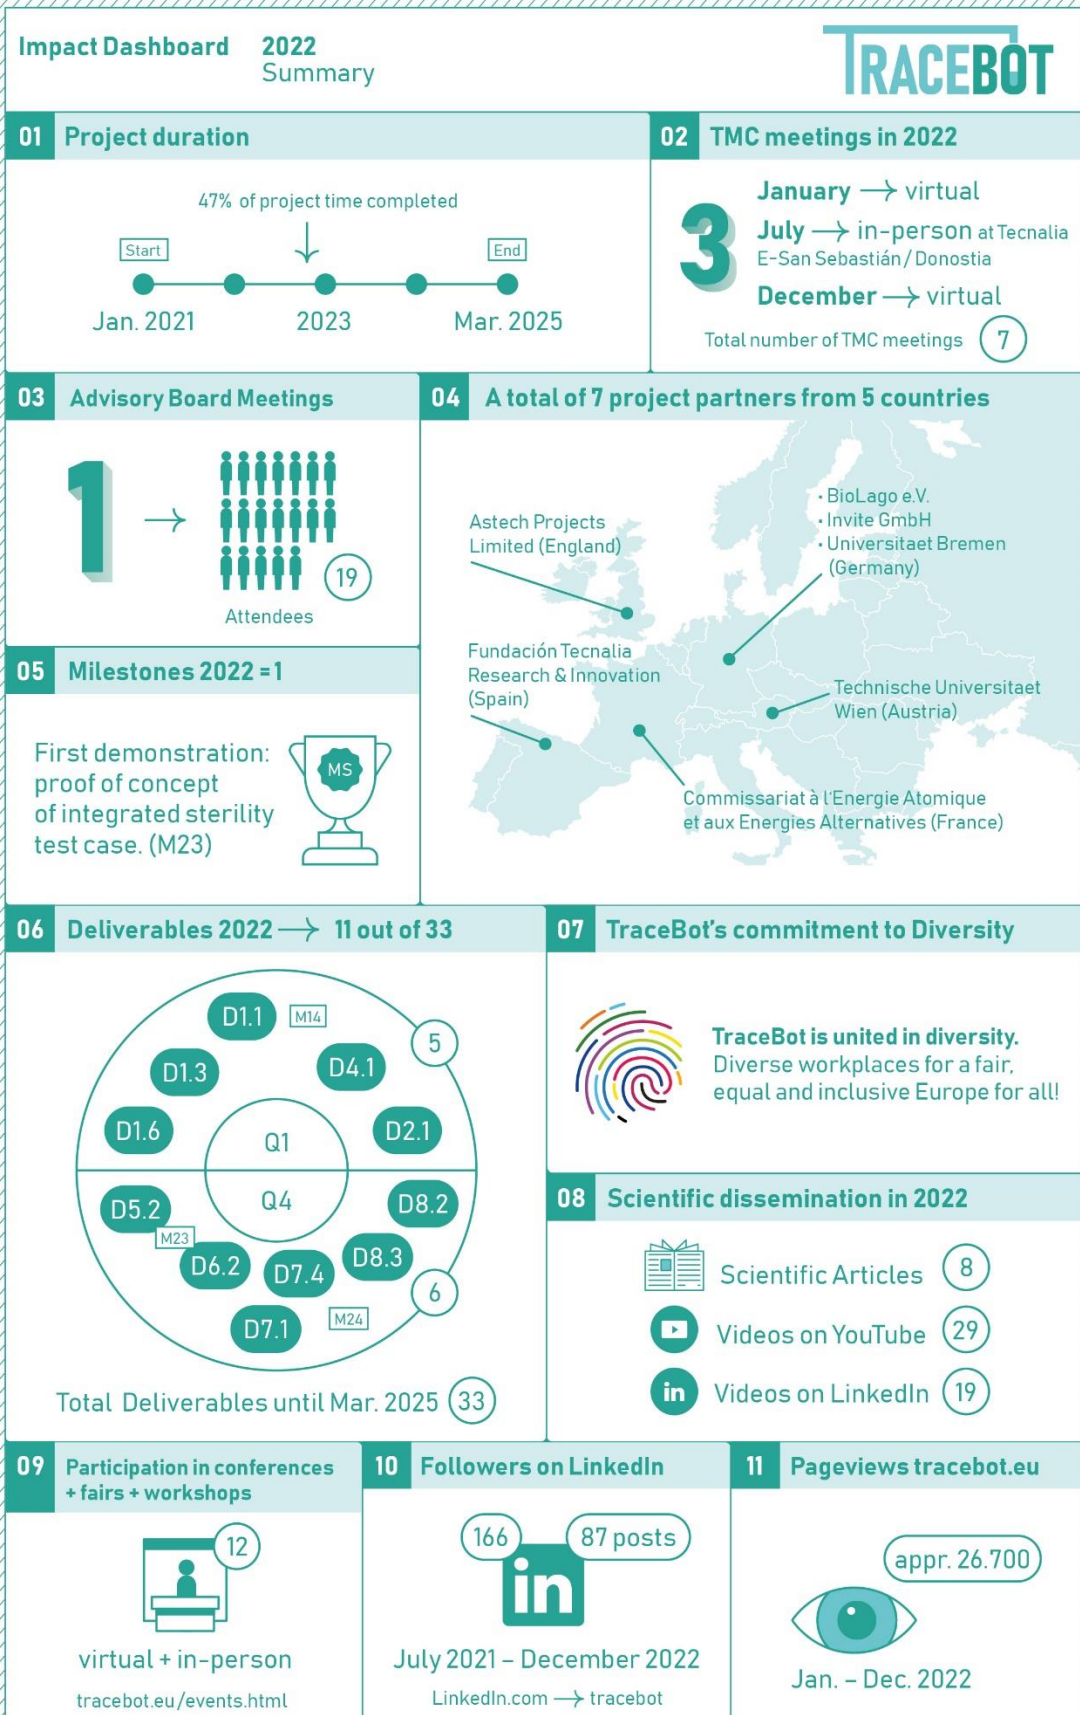 Impact Dashboard 2022
Summary
TRACEBOT
01 Project duration
47% of project time completed
Start
End
Jan. 2021
2023
Mar. 2025
02 TMC meetings in 2022
3
January → virtual
July → in-person at Tecnalia
E-San Sebastián / Donostia
December → virtual
Total number of TMC meetings 7
03 Advisory Board Meetings
1 →
19
Attendees
04 A total of 7 project partners from 5 countries
Astech Projects
Limited (England)
· BioLago e.V.
· Invite GmbH
· Universitaet Bremen
(Germany)
Fundación Tecnalia
Research & Innovation
(Spain)
Technische Universitaet
Wien (Austria)
Commissariat à l'Energie Atomique
et aux Energies Alternatives (France)
05 Milestones 2022 = 1
First demonstration:
proof of concept
of integrated sterility
test case. (M23)
MS
06 Deliverables 2022 → 11 out of 33
D1.1 M14
5
D1.3
D4.1
D1.6
D2.1
Q1
Q4
D5.2
D8.2
M23
D6.2
D7.4
D8.3
6
D7.1
M24
Total Deliverables until Mar. 2025 33
07 TraceBot's commitment to Diversity
TraceBot is united in diversity.
Diverse workplaces for a fair,
equal and inclusive Europe for all!
08 Scientific dissemination in 2022
Scientific Articles 8
Videos on YouTube 29
in Videos on LinkedIn 19
09 Participation in conferences
+ fairs + workshops
12
virtual + in-person
tracebot.eu/events.html
10 Followers on LinkedIn
166
87 posts
in
July 2021 – December 2022
LinkedIn.com → tracebot
11 Pageviews tracebot.eu
appr. 26.700
Jan. – Dec. 2022